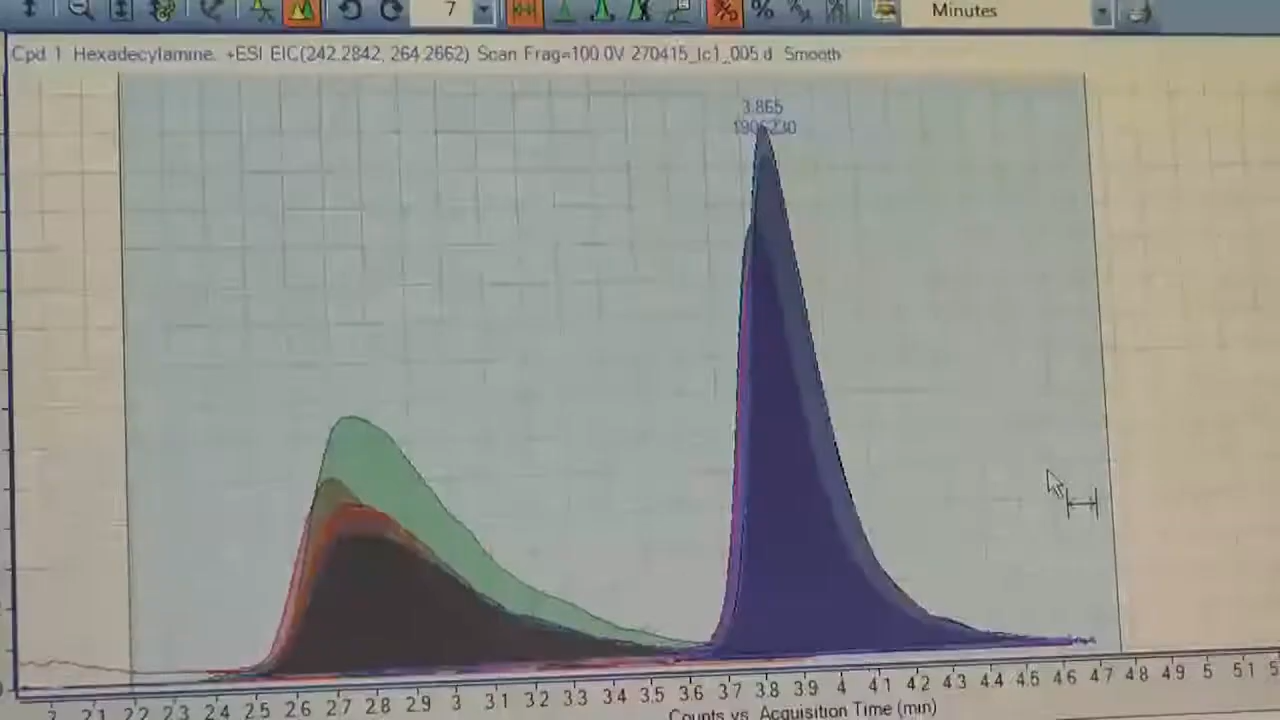 7
%
%
Minutes
Cpd 1 Hexadecylamine. +ESI EIC(242.2842, 264.2662) Scan Frag=100.0V 270415_lc1_005.d Smooth
3.865
1906230
2 2.1 2.2 2.3 2.4 2.5 2.6 2.7 2.8 2.9 3 3.1 3.2 3.3 3.4 3.5 3.6 3.7 3.8 3.9 4 4.1 4.2 4.3 4.4 4.5 4.6 4.7 4.8 4.9 5 5.1
Counts vs. Acquisition Time (min)